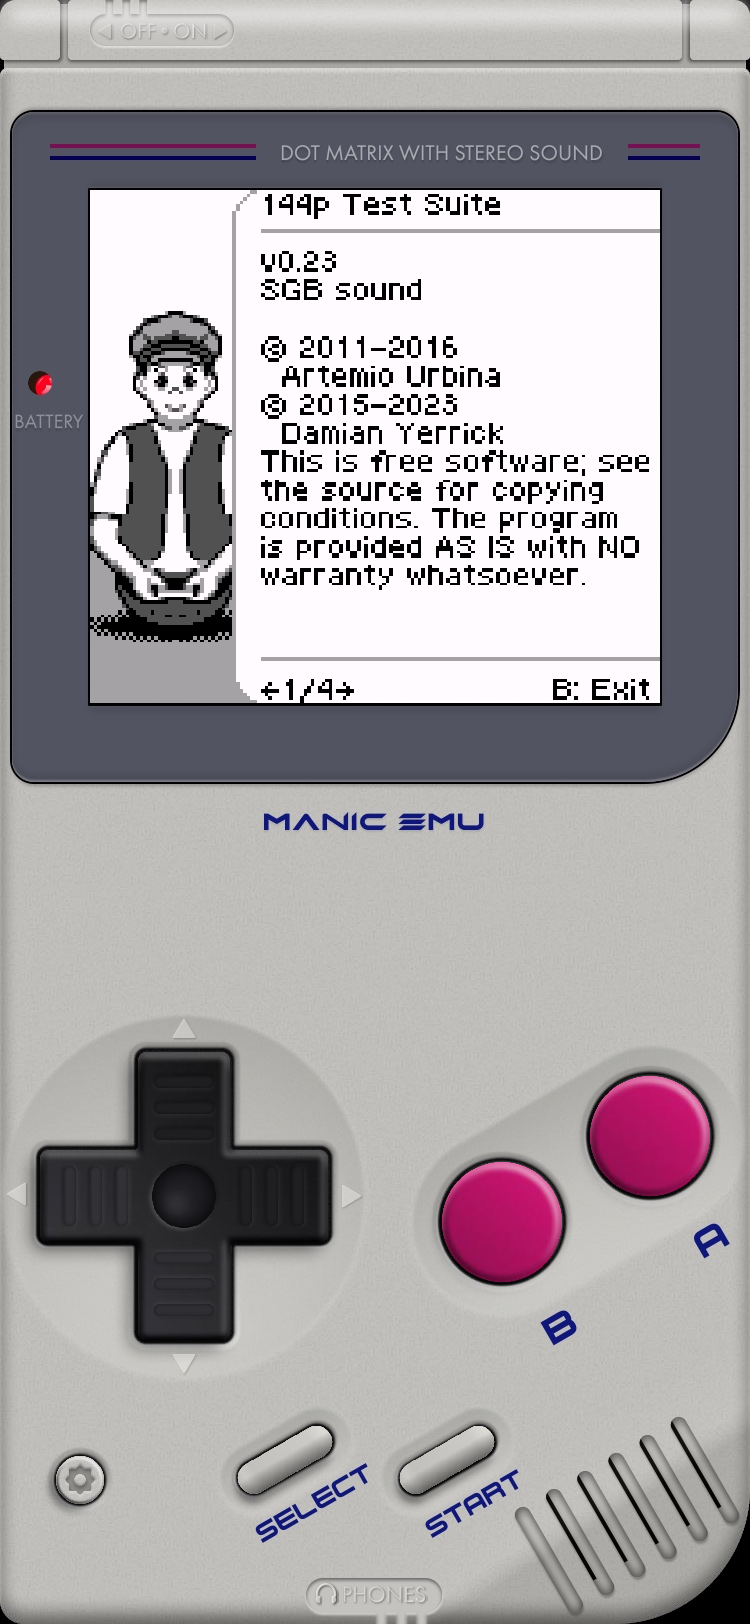 OFF • ON
DOT MATRIX WITH STEREO SOUND
144p Test Suite
v0.23
SGB sound
© 2011-2016
Artemio Urbina
© 2015-2023
Damian Yerrick
This is free software; see
the source for copying
conditions. The program
is provided AS IS with NO
warranty whatsoever.
←1/4→
B: Exit
BATTERY
MANIC EMU
A
B
SELECT
START
PHONES